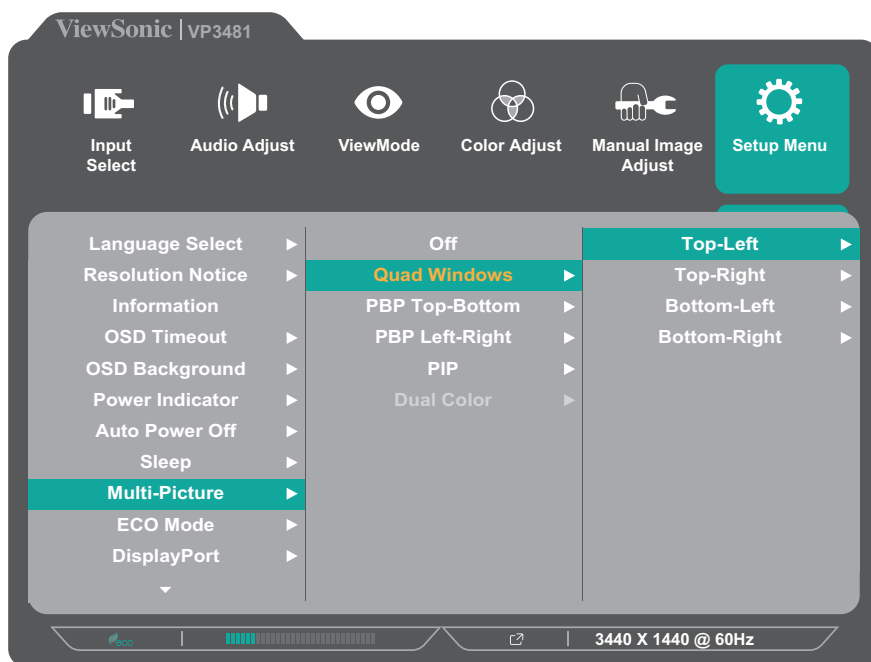 ViewSonic | VP3481
Input
Select
Audio Adjust
ViewMode
Color Adjust
Manual Image
Adjust
Setup Menu
Language Select
Resolution Notice
Information
OSD Timeout
OSD Background
Power Indicator
Auto Power Off
Sleep
Multi-Picture
ECO Mode
DisplayPort
Off
Quad Windows
PBP Top-Bottom
PBP Left-Right
PIP
Dual Color
Top-Left
Top-Right
Bottom-Left
Bottom-Right
eco
3440 X 1440 @ 60Hz